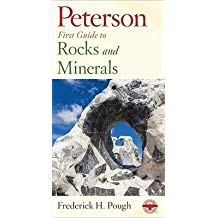 Peterson
First Guide to
Rocks and
Minerals
Frederick H. Pough